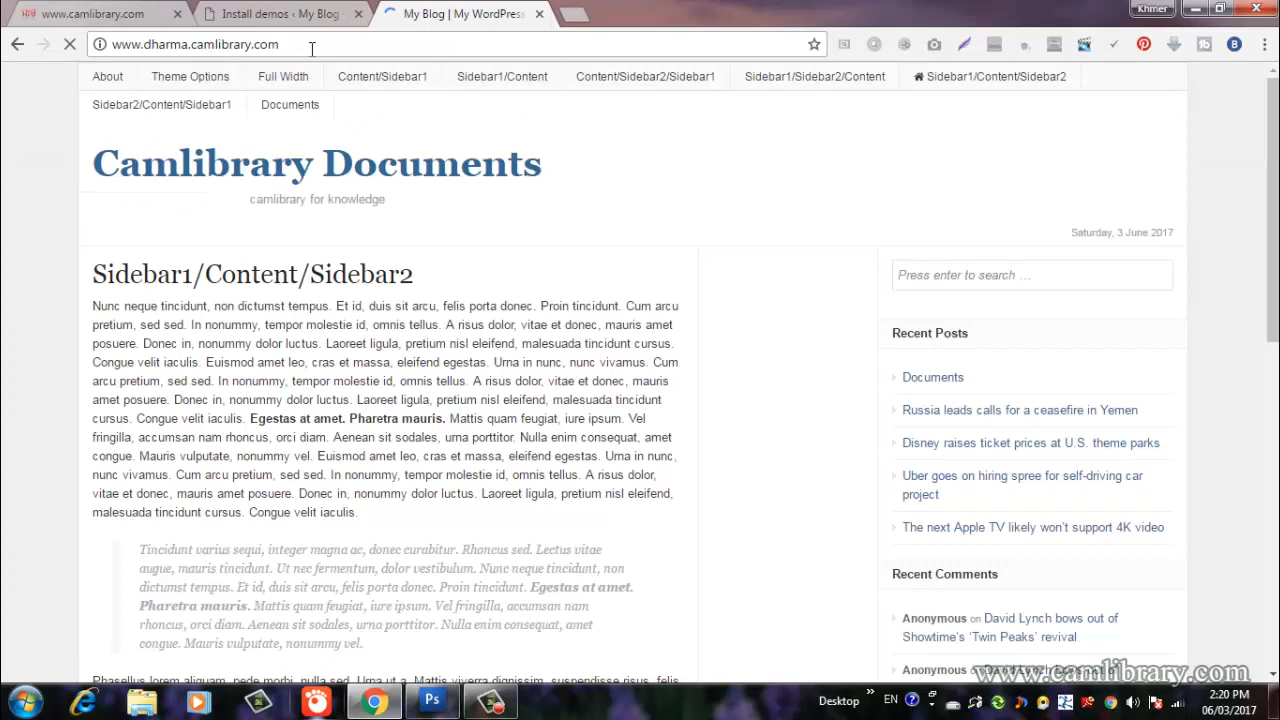 www.camlibrary.com
Install demos ‹ My Blog
My Blog | My WordPress
Khmer
www.dharma.camlibrary.com
About
Theme Options
Full Width
Content/Sidebar1
Sidebar1/Content
Content/Sidebar2/Sidebar1
Sidebar1/Sidebar2/Content
Sidebar1/Content/Sidebar2
Sidebar2/Content/Sidebar1
Documents
Camlibrary Documents
camlibrary for knowledge
Saturday, 3 June 2017
Sidebar1/Content/Sidebar2
Nunc neque tincidunt, non dictumst tempus. Et id, duis sit arcu, felis porta donec. Proin tincidunt. Cum arcu
pretium, sed sed. In nonummy, tempor molestie id, omnis tellus. A risus dolor, vitae et donec, mauris amet
posuere. Donec in, nonummy dolor luctus. Laoreet ligula, pretium nisl eleifend, malesuada tincidunt cursus.
Congue velit iaculis. Euismod amet leo, cras et massa, eleifend egestas. Urna in nunc, nunc vivamus. Cum
arcu pretium, sed sed. In nonummy, tempor molestie id, omnis tellus. A risus dolor, vitae et donec, mauris
amet posuere. Donec in, nonummy dolor luctus. Laoreet ligula, pretium nisl eleifend, malesuada tincidunt
cursus. Congue velit iaculis. Egestas at amet. Pharetra mauris. Mattis quam feugiat, iure ipsum. Vel
fringilla, accumsan nam rhoncus, orci diam. Aenean sit sodales, urna porttitor. Nulla enim consequat, amet
congue. Mauris vulputate, nonummy vel. Euismod amet leo, cras et massa, eleifend egestas. Urna in nunc,
nunc vivamus. Cum arcu pretium, sed sed. In nonummy, tempor molestie id, omnis tellus. A risus dolor,
vitae et donec, mauris amet posuere. Donec in, nonummy dolor luctus. Laoreet ligula, pretium nisl eleifend,
malesuada tincidunt cursus. Congue velit iaculis.
Tincidunt varius sequi, integer magna ac, donec curabitur. Rhoncus sed. Lectus vitae
augue, mauris tincidunt. Ut nec fermentum, dolor vestibulum. Nunc neque tincidunt, non
dictumst tempus. Et id, duis sit arcu, felis porta donec. Proin tincidunt. Egestas at amet.
Pharetra mauris. Mattis quam feugiat, iure ipsum. Vel fringilla, accumsan nam
rhoncus, orci diam. Aenean sit sodales, urna porttitor. Nulla enim consequat, amet
congue. Mauris vulputate, nonummy vel.
Phasellus lorem aliquam, pede morbi, nulla sed. Urna ut a. Mattis viverra dignissim, suspendisse risus, felis
Press enter to search …
Recent Posts
Documents
Russia leads calls for a ceasefire in Yemen
Disney raises ticket prices at U.S. theme parks
Uber goes on hiring spree for self-driving car
project
The next Apple TV likely won’t support 4K video
Recent Comments
Anonymous on David Lynch bows out of
Showtime’s ‘Twin Peaks’ revival
Anonymous on
www.camlibrary.com
Ps
Desktop
EN
2:20 PM
06/03/2017